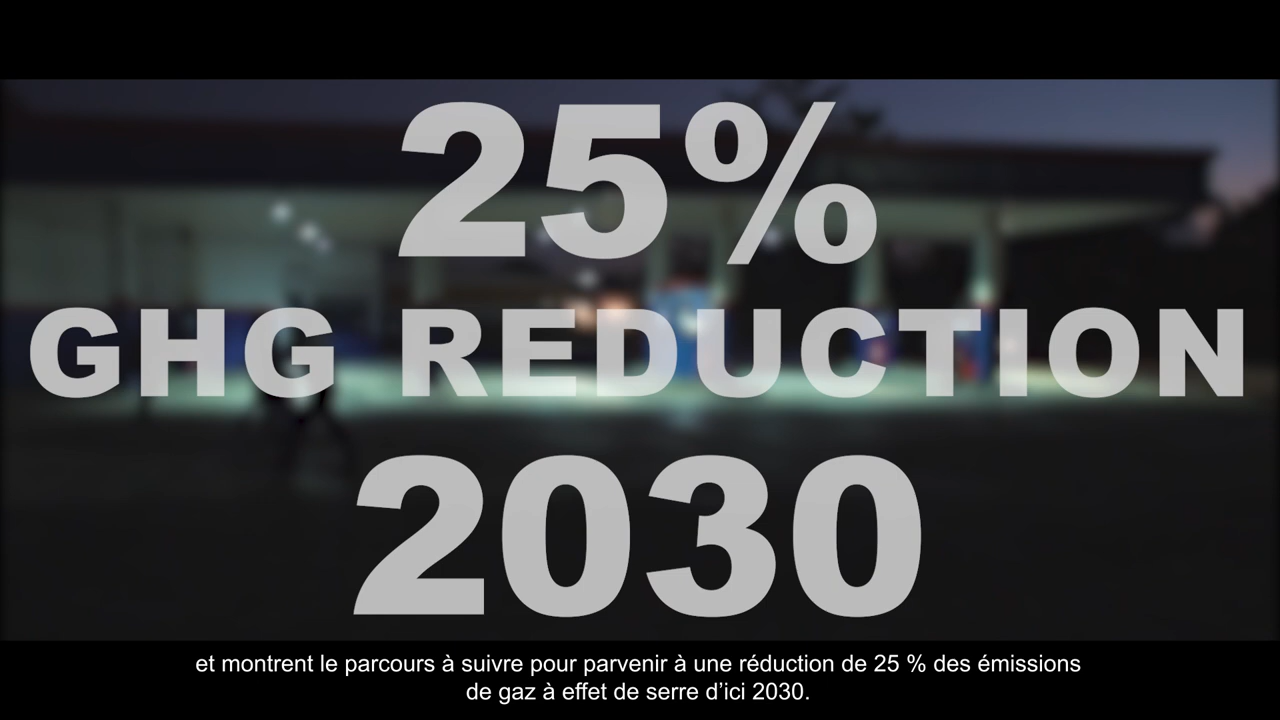 25%
GHG REDUCTION
2030
et montrent le parcours à suivre pour parvenir à une réduction de 25 % des émissions
de gaz à effet de serre d’ici 2030.